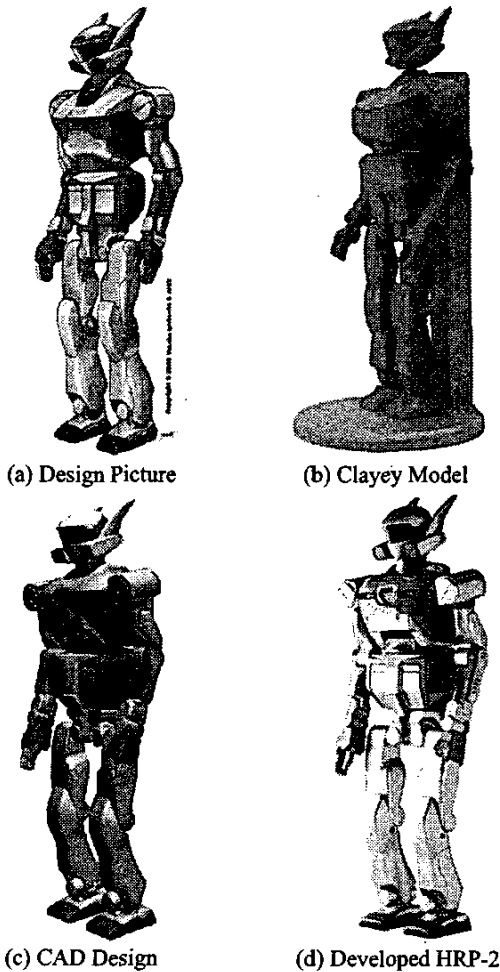 (a) Design Picture
(b) Clayey Model
(c) CAD Design
(d) Developed HRP-2